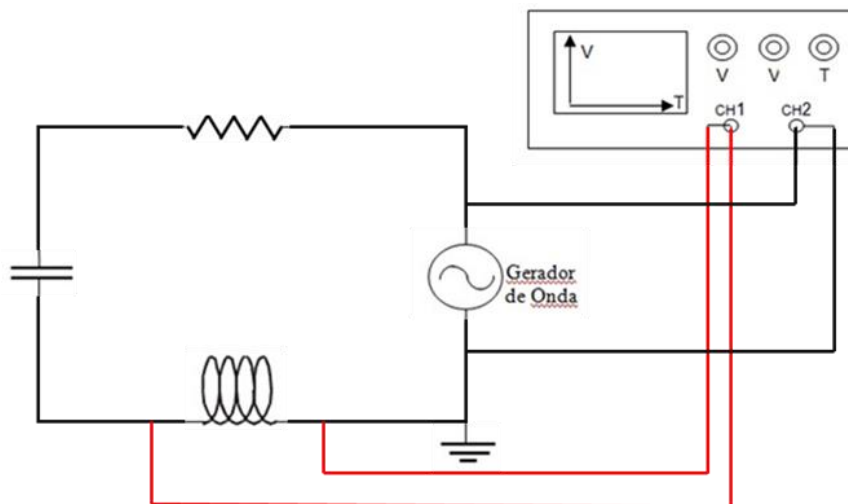 V
T
V V T
CH1 CH2
Gerador
de Onda